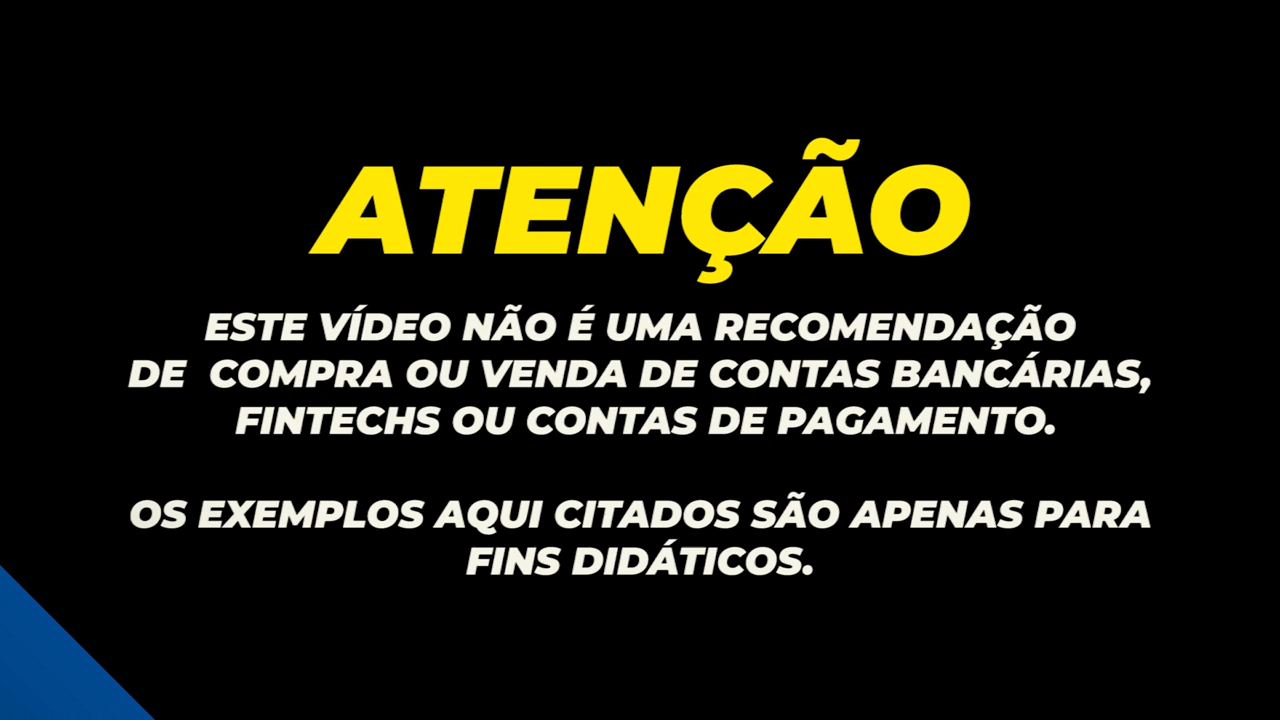 ATENÇÃO
ESTE VÍDEO NÃO É UMA RECOMENDAÇÃO
DE COMPRA OU VENDA DE CONTAS BANCÁRIAS,
FINTECHS OU CONTAS DE PAGAMENTO.
OS EXEMPLOS AQUI CITADOS SÃO APENAS PARA
FINS DIDÁTICOS.